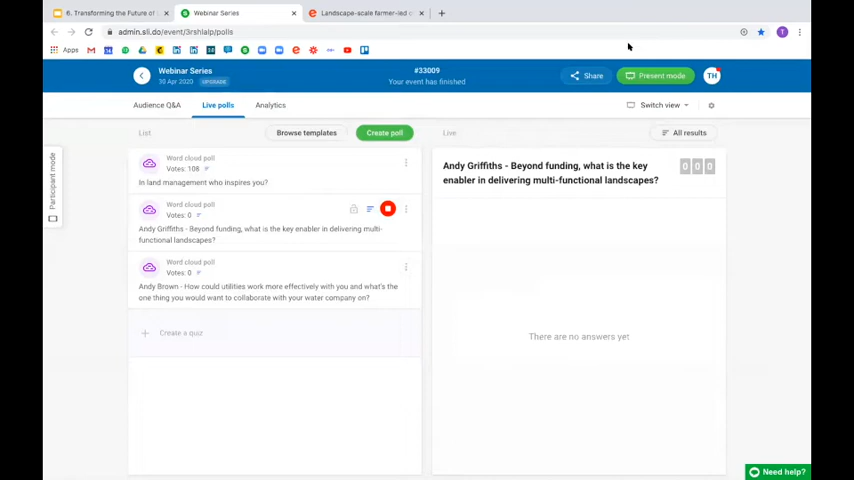 6. Transforming the Future of
Webinar Series
Landscape-scale farmer-led
admin.sli.do/event/3rshlalp/polls
Apps
Webinar Series
30 Apr 2020
UPGRADE
#33009
Your event has finished
Share
Present mode
TH
Audience Q&A
Live polls
Analytics
Switch view
List
Browse templates
Create poll
Live
All results
Participant mode
Word cloud poll
Votes: 108
In land management who inspires you?
Word cloud poll
Votes: 0
Andy Griffiths - Beyond funding, what is the key enabler in delivering multi-
functional landscapes?
Word cloud poll
Votes: 0
Andy Brown - How could utilities work more effectively with you and what's the
one thing you would want to collaborate with your water company on?
Create a quiz
Andy Griffiths - Beyond funding, what is the key
enabler in delivering multi-functional landscapes?
0 0 0
There are no answers yet
Need help?